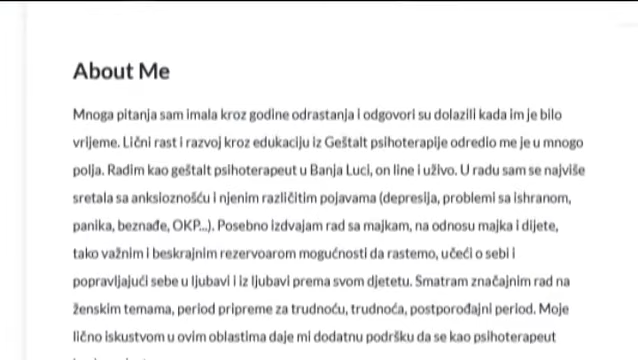 About Me
Mnoga pitanja sam imala kroz godine odrastanja i odgovori su dolazili kada im je bilo
vrijeme. Lični rast i razvoj kroz edukaciju iz Geštalt psihoterapije odredio me je u mnogo
polja. Radim kao geštalt psihoterapeut u Banja Luci, on line i uživo. U radu sam se najviše
sretala sa anksioznošću i njenim različitim pojavama (depresija, problemi sa ishranom,
panika, beznađe, OKP...). Posebno izdvajam rad sa majkam, na odnosu majka i dijete,
tako važnim i beskrajnim rezervoarom mogućnosti da rastemo, učeći o sebi i
popravljajući sebe u ljubavi i iz ljubavi prema svom djetetu. Smatram značajnim rad na
ženskim temama, period pripreme za trudnoću, trudnoća, postporođajni period. Moje
lično iskustvom u ovim oblastima daje mi dodatnu podršku da se kao psihoterapeut